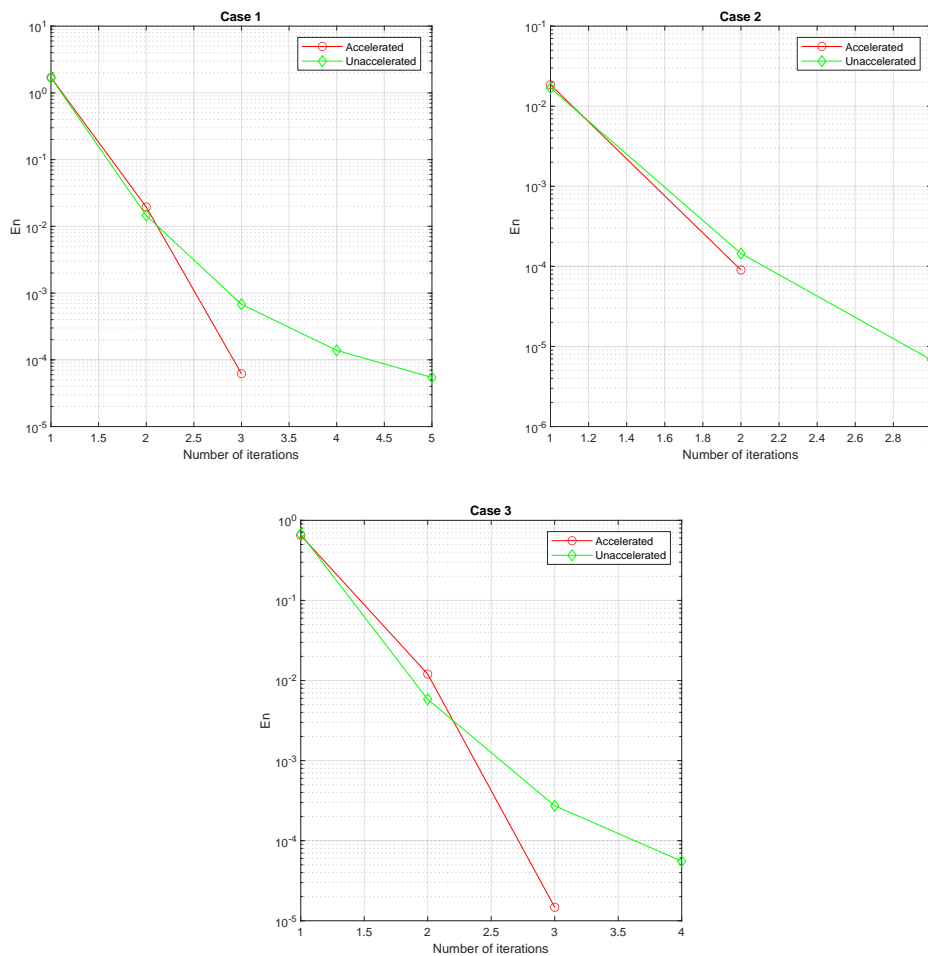 Case 1
10^1
10^0
10^-1
10^-2
10^-3
10^-4
10^-5
En
Accelerated
Unaccelerated
1 1.5 2 2.5 3 3.5 4 4.5 5
Number of iterations
Case 2
10^-1
10^-2
10^-3
10^-4
10^-5
10^-6
En
Accelerated
Unaccelerated
1 1.2 1.4 1.6 1.8 2 2.2 2.4 2.6 2.8
Number of iterations
Case 3
10^0
10^-1
10^-2
10^-3
10^-4
10^-5
En
Accelerated
Unaccelerated
1 1.5 2 2.5 3 3.5 4
Number of iterations